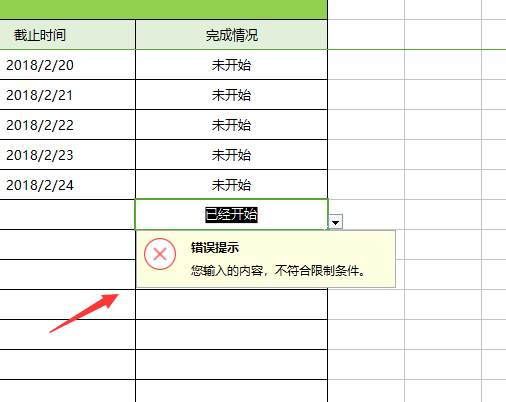 截止时间 完成情况
2018/2/20 未开始
2018/2/21 未开始
2018/2/22 未开始
2018/2/23 未开始
2018/2/24 未开始
已经开始
错误提示
您输入的内容，不符合限制条件。